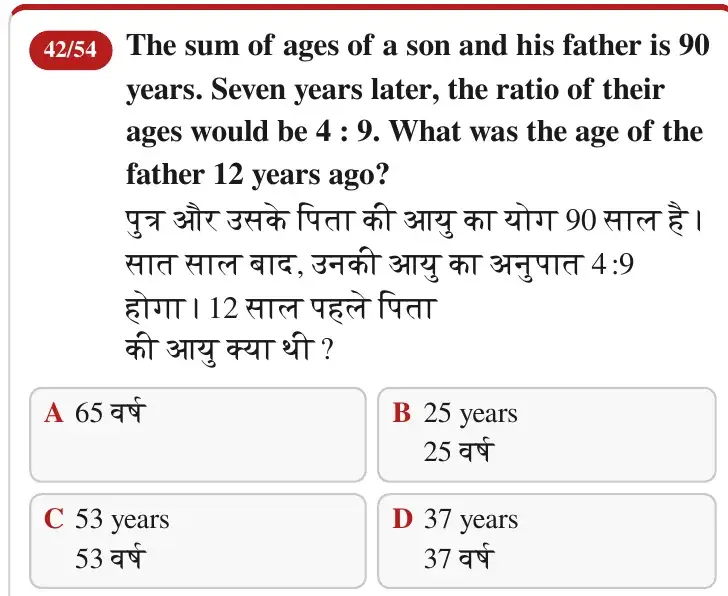 42/54 The sum of ages of a son and his father is 90
years. Seven years later, the ratio of their
ages would be 4 : 9. What was the age of the
father 12 years ago?
पुत्र और उसके पिता की आयु का योग 90 साल है।
सात साल बाद, उनकी आयु का अनुपात 4:9
होगा। 12 साल पहले पिता
की आयु क्या थी ?
A 65 वर्ष
B 25 years
25 वर्ष
C 53 years
53 वर्ष
D 37 years
37 वर्ष